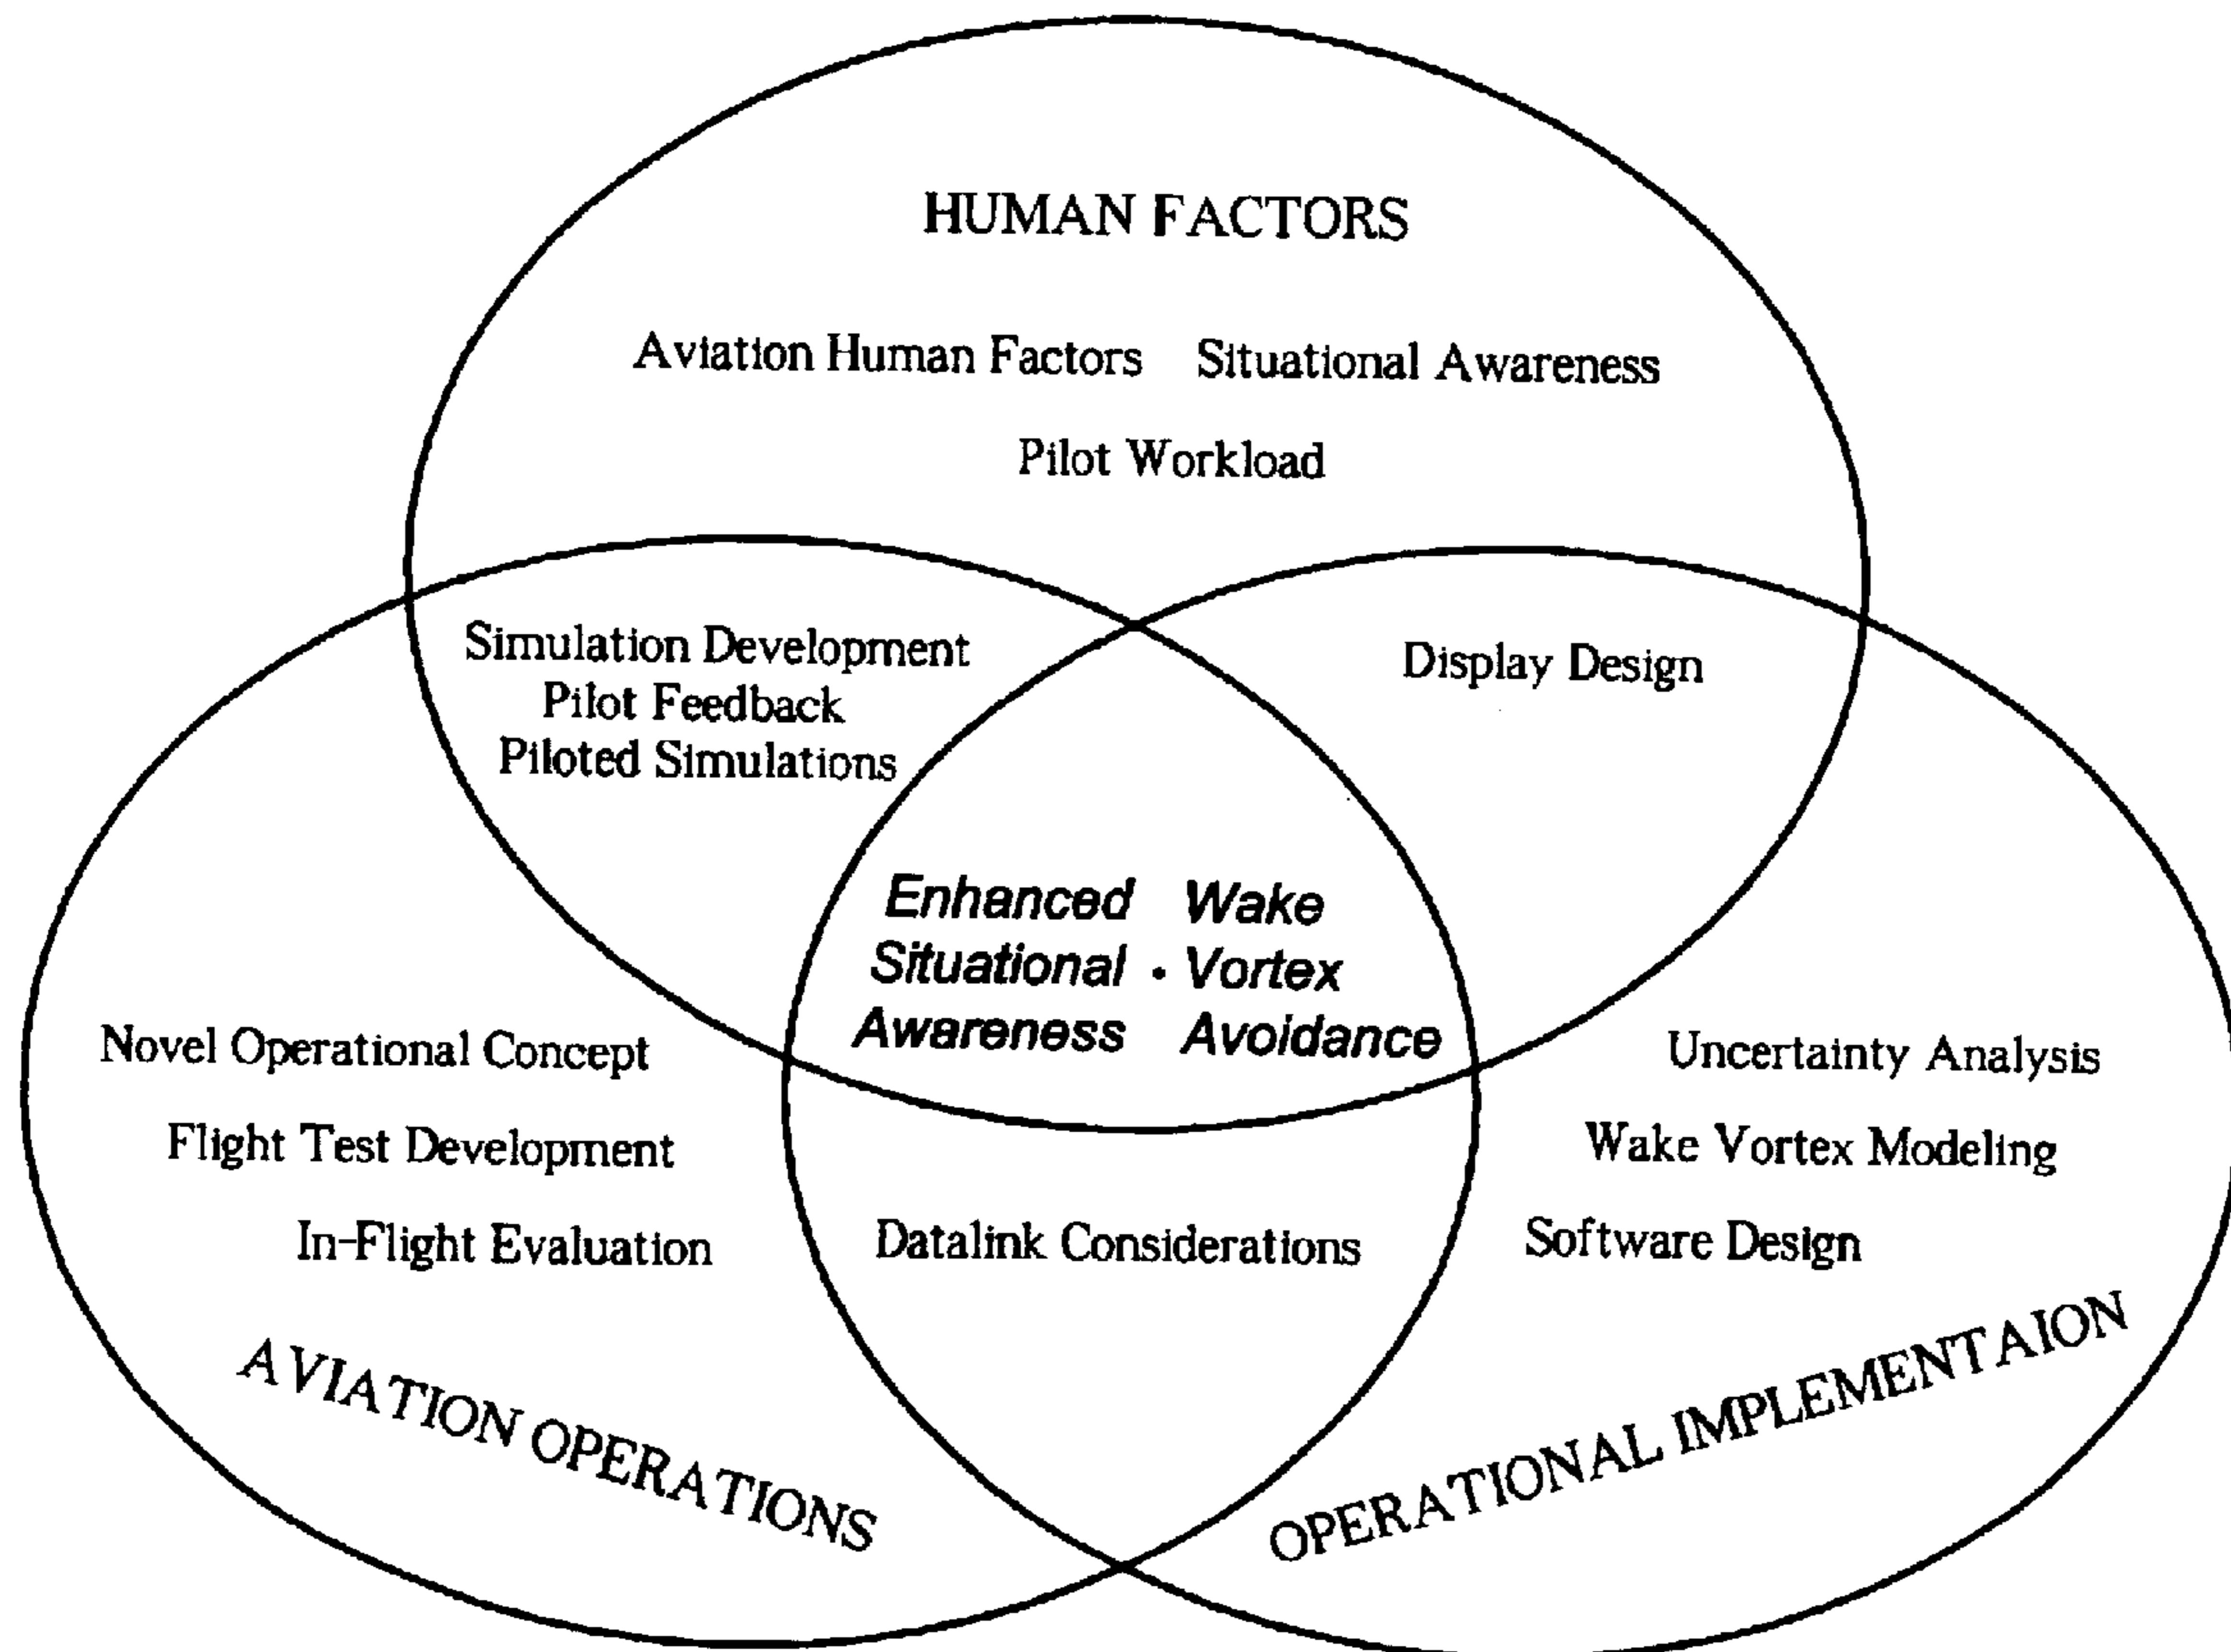 HUMAN FACTORS
Aviation Human Factors Situational Awareness
Pilot Workload
Simulation Development
Pilot Feedback
Piloted Simulations
Display Design
Enhanced Wake
Situational • Vortex
Awareness Avoidance
Novel Operational Concept
Flight Test Development
In-Flight Evaluation
Datalink Considerations
Uncertainty Analysis
Wake Vortex Modeling
Software Design
AVIATION OPERATIONS
OPERATIONAL IMPLEMENTAION